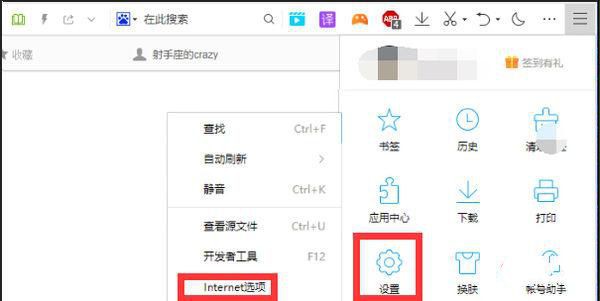 在此搜索
译
ABP
4
收藏
射手座的crazy
签到有礼
查找 Ctrl+F
自动刷新
静音 Ctrl+K
查看源文件 Ctrl+U
开发者工具 F12
Internet选项
书签 历史
应用中心 下载 打印
设置 换肤 帐号助手